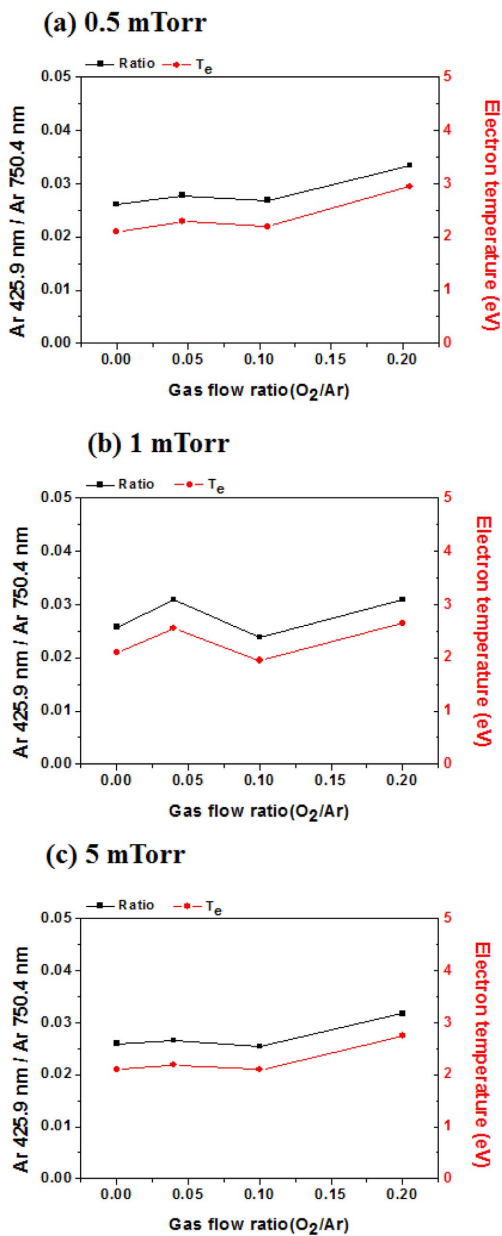 (a) 0.5 mTorr
Ratio Te
0.05
0.04
0.03
0.02
0.01
0.00
Ar 425.9 nm / Ar 750.4 nm
5
4
3
2
1
0
Electron temperature (eV)
0.00 0.05 0.10 0.15 0.20
Gas flow ratio(O2/Ar)
(b) 1 mTorr
Ratio Te
0.05
0.04
0.03
0.02
0.01
0.00
Ar 425.9 nm / Ar 750.4 nm
5
4
3
2
1
0
Electron temperature (eV)
0.00 0.05 0.10 0.15 0.20
Gas flow ratio(O2/Ar)
(c) 5 mTorr
Ratio Te
0.05
0.04
0.03
0.02
0.01
0.00
Ar 425.9 nm / Ar 750.4 nm
5
4
3
2
1
0
Electron temperature (eV)
0.00 0.05 0.10 0.15 0.20
Gas flow ratio(O2/Ar)